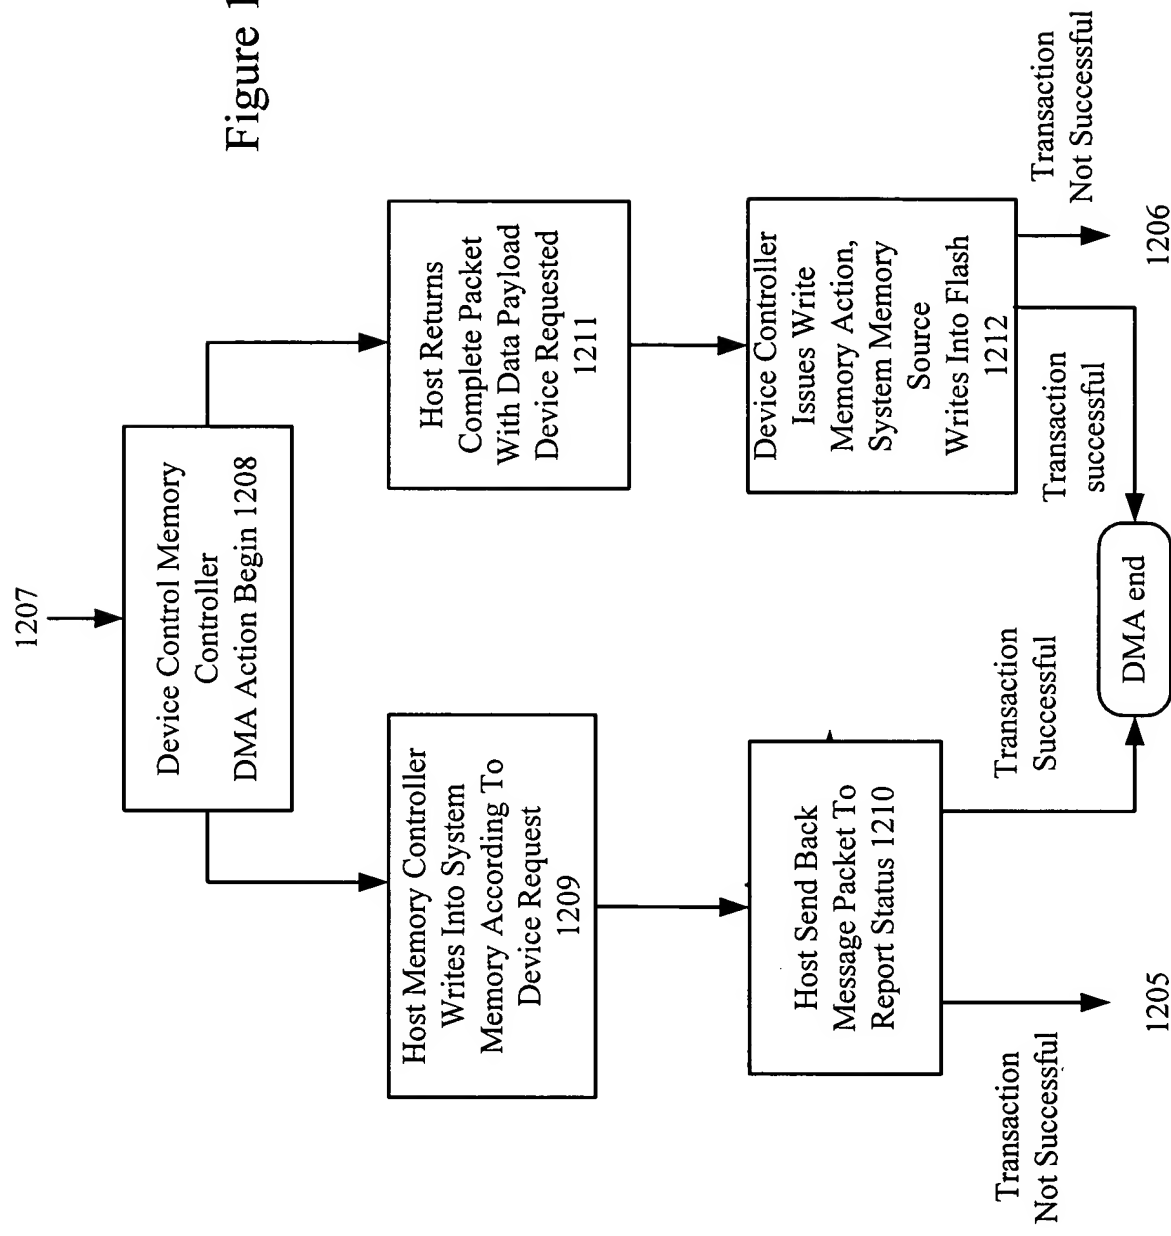 Figure 1
1207
Device Control Memory
Controller
DMA Action Begin 1208
Host Memory Controller
Writes Into System
Memory According To
Device Request
1209
Host Returns
Complete Packet
With Data Payload
Device Requested
1211
Host Send Back
Message Packet To
Report Status 1210
Device Controller
Issues Write
Memory Action,
System Memory
Source
Writes Into Flash
1212
Transaction
Not Successful
1205
Transaction
Successful
DMA end
Transaction
successful
Transaction
Not Successful
1206